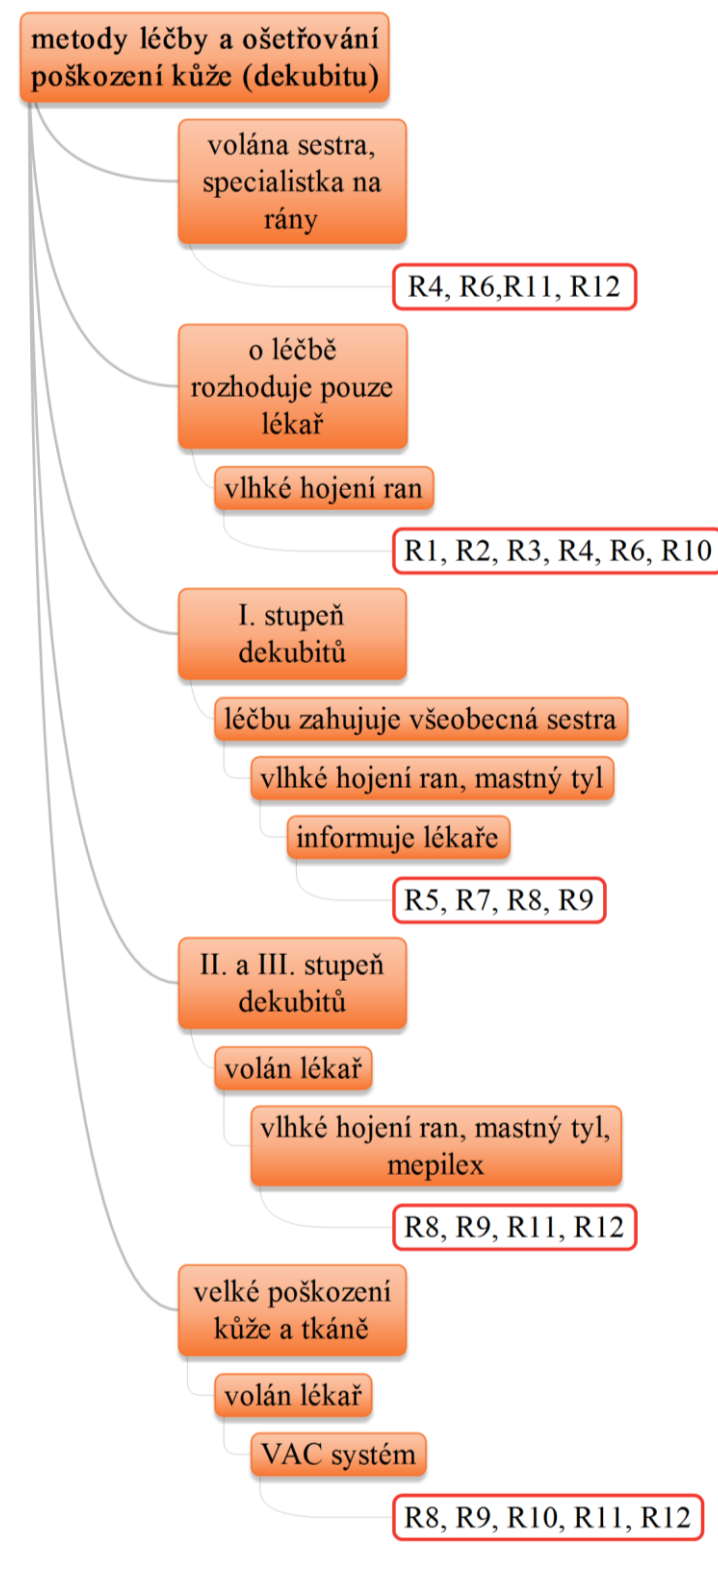 metody léčby a ošetřování
poškození kůže (dekubitu)
volána sestra,
specialistka na
rány
R4, R6,R11, R12
o léčbě
rozhoduje pouze
lékař
vlhké hojení ran
R1, R2, R3, R4, R6, R10
I. stupeň
dekubitů
léčbu zahujuje všeobecná sestra
vlhké hojení ran, mastný tyl
informuje lékaře
R5, R7, R8, R9
II. a III. stupeň
dekubitů
volán lékař
vlhké hojení ran, mastný tyl,
mepilex
R8, R9, R11, R12
velké poškození
kůže a tkáně
volán lékař
VAC systém
R8, R9, R10, R11, R12